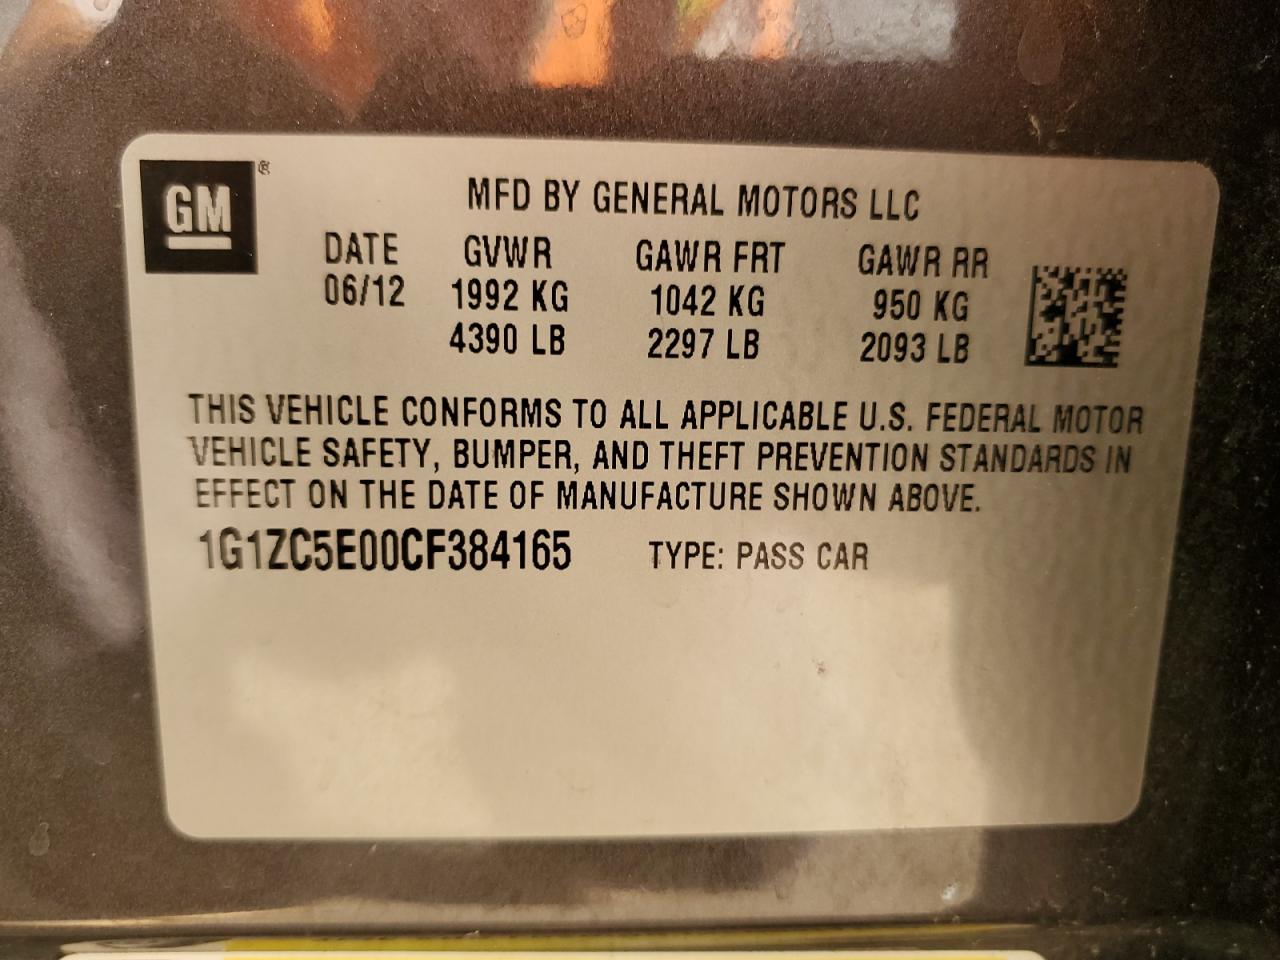 GM ®
MFD BY GENERAL MOTORS LLC
DATE GVWR GAWR FRT GAWR RR
06/12 1992 KG 1042 KG 950 KG
4390 LB 2297 LB 2093 LB
THIS VEHICLE CONFORMS TO ALL APPLICABLE U.S. FEDERAL MOTOR
VEHICLE SAFETY, BUMPER, AND THEFT PREVENTION STANDARDS IN
EFFECT ON THE DATE OF MANUFACTURE SHOWN ABOVE.
1G1ZC5E00CF384165 TYPE: PASS CAR